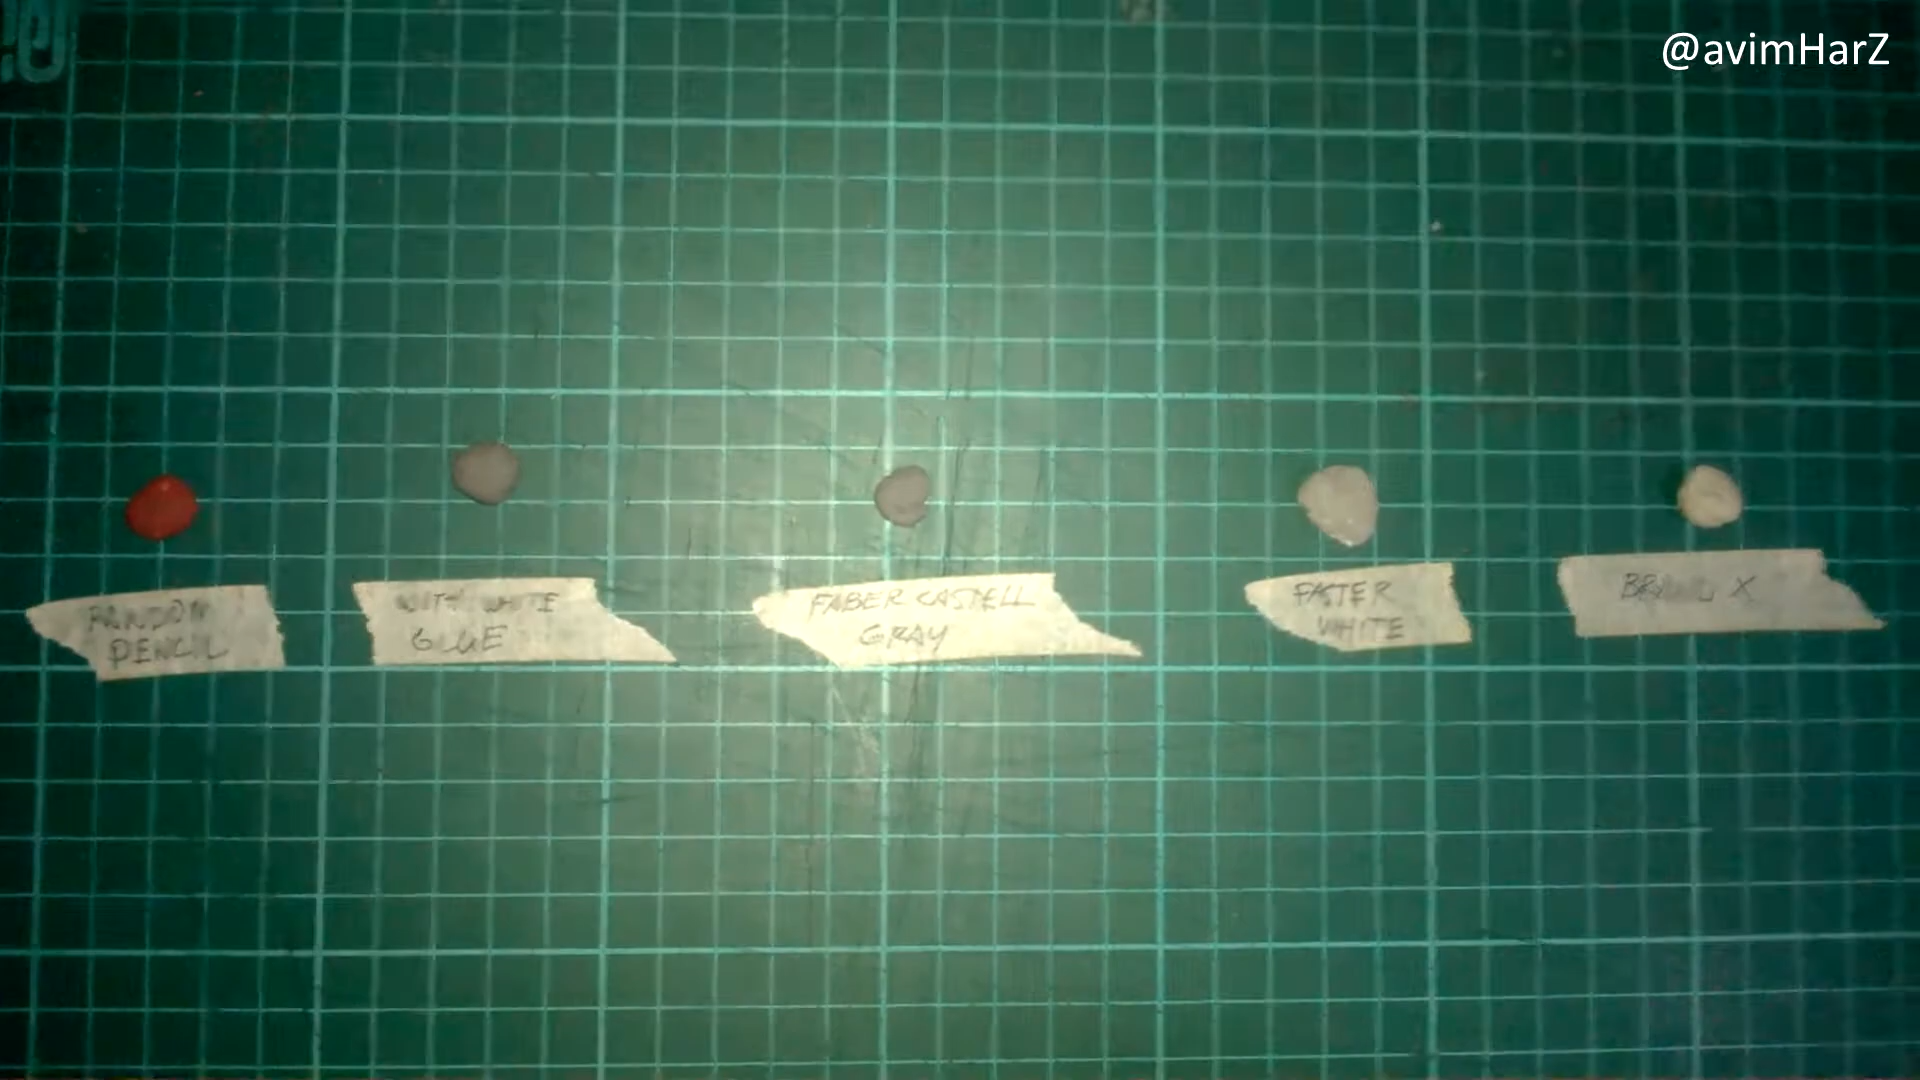 @avimHarZ
RANDOM
PENCIL
WITH WHITE
GLUE
FABER CASTELL
GRAY
FASTER
WHITE
X